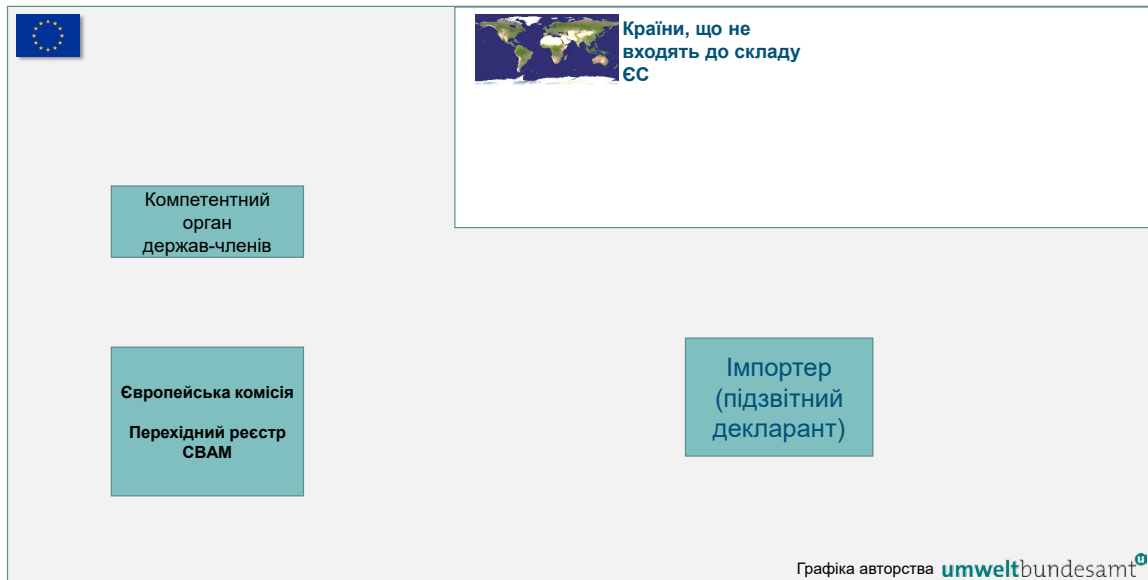 Країни, що не
входять до складу
ЄС
Компетентний
орган
держав-членів
Європейська комісія
Перехідний реєстр
СВАМ
Імпортер
(підзвітний
декларант)
Графіка авторства umweltbundesamt